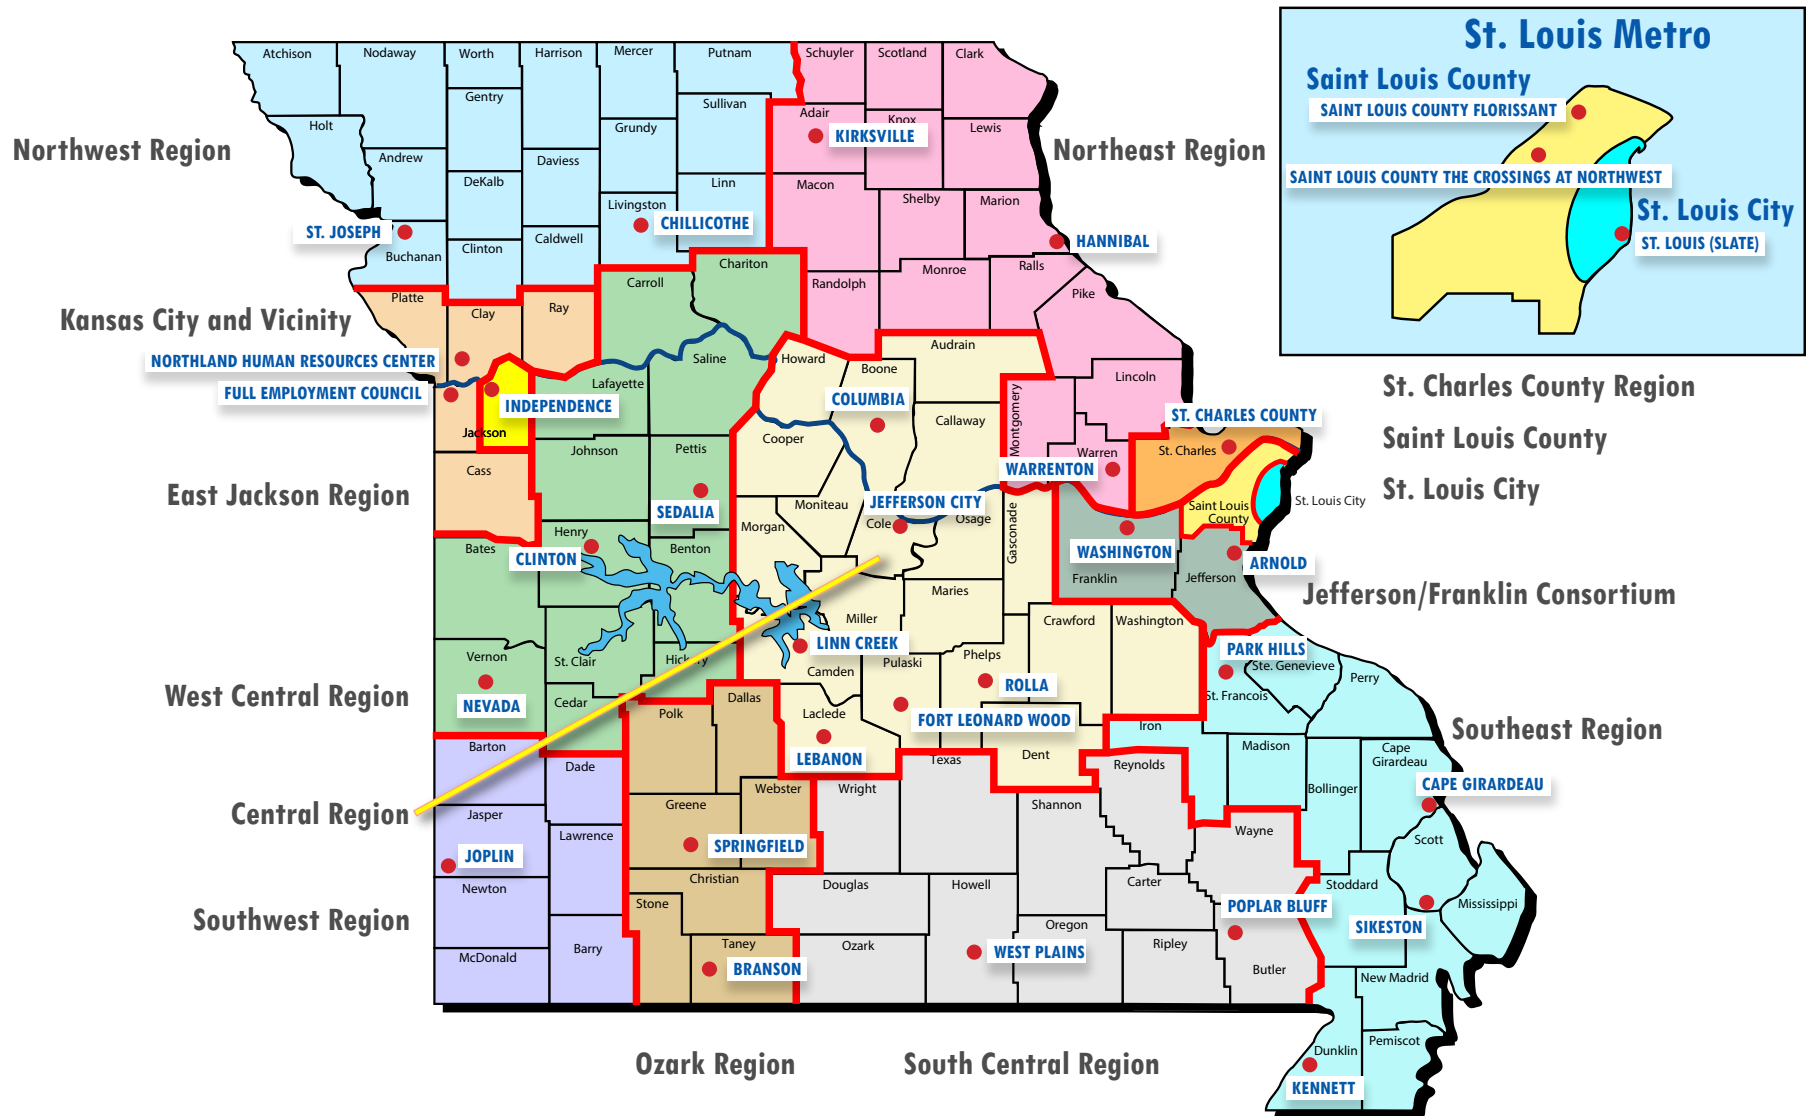 St. Louis Metro
Saint Louis County
SAINT LOUIS COUNTY FLORISSANT
SAINT LOUIS COUNTY THE CROSSINGS AT NORTHWEST
St. Louis City
ST. LOUIS (SLATE)
Atchison
Nodaway
Worth
Harrison
Mercer
Putnam
Schuyler
Scotland
Clark
Gentry
Sullivan
Adair
Knox
Holt
Grundy
Lewis
KIRKSVILLE
Northwest Region
Northeast Region
Andrew
Daviess
DeKalb
Linn
Macon
Livingston
Shelby
Marion
CHILLICOTHE
ST. JOSEPH
Buchanan
Clinton
Caldwell
HANNIBAL
Chariton
Carroll
Randolph
Monroe
Ralls
Pike
Platte
Clay
Ray
Kansas City and Vicinity
NORTHLAND HUMAN RESOURCES CENTER
FULL EMPLOYMENT COUNCIL
INDEPENDENCE
Jackson
Lafayette
Saline
Howard
Boone
Audrain
COLUMBIA
Callaway
Montgomery
Lincoln
St. Charles County Region
Saint Louis County
St. Louis City
ST. CHARLES COUNTY
St. Charles
Warren
WARRENTON
Cass
Johnson
Pettis
Cooper
East Jackson Region
SEDALIA
Moniteau
Morgan
JEFFERSON CITY
Cole
Osage
Gasconade
Saint Louis
County
St. Louis City
Bates
Henry
CLINTON
Benton
WASHINGTON
Franklin
ARNOLD
Jefferson
Jefferson/Franklin Consortium
Maries
Miller
Crawford
Washington
LINN CREEK
Vernon
St. Clair
Hickory
Camden
Pulaski
Phelps
PARK HILLS
Ste. Genevieve
St. Francois
Perry
West Central Region
NEVADA
Cedar
Polk
Dallas
Laclede
ROLLA
FORT LEONARD WOOD
LEBANON
Dent
Iron
Southeast Region
Barton
Dade
Texas
Reynolds
Madison
Cape
Girardeau
CAPE GIRARDEAU
Bollinger
Central Region
Jasper
Greene
Webster
Wright
Shannon
Lawrence
SPRINGFIELD
Wayne
Scott
JOPLIN
Newton
Christian
Stone
Douglas
Howell
Carter
Stoddard
POPLAR BLUFF
SIKESTON
Mississippi
Southwest Region
McDonald
Barry
Taney
BRANSON
Ozark
WEST PLAINS
Oregon
Ripley
Butler
New Madrid
Pemiscot
Dunklin
KENNETT
Ozark Region
South Central Region